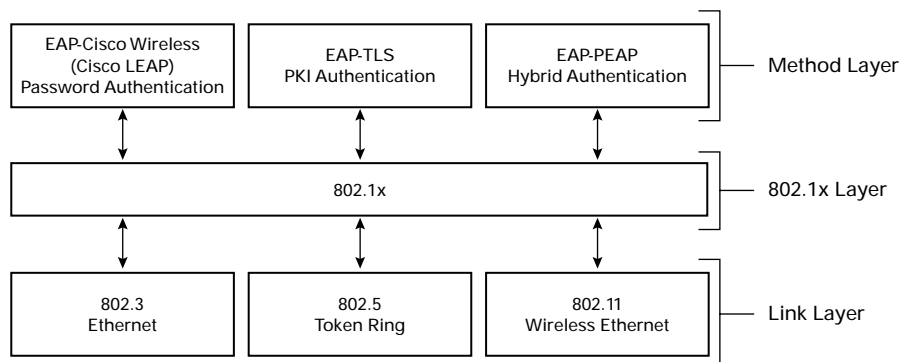 EAP-Cisco Wireless
(Cisco LEAP)
Password Authentication
EAP-TLS
PKI Authentication
EAP-PEAP
Hybrid Authentication
Method Layer
802.1x
802.1x Layer
802.3
Ethernet
802.5
Token Ring
802.11
Wireless Ethernet
Link Layer